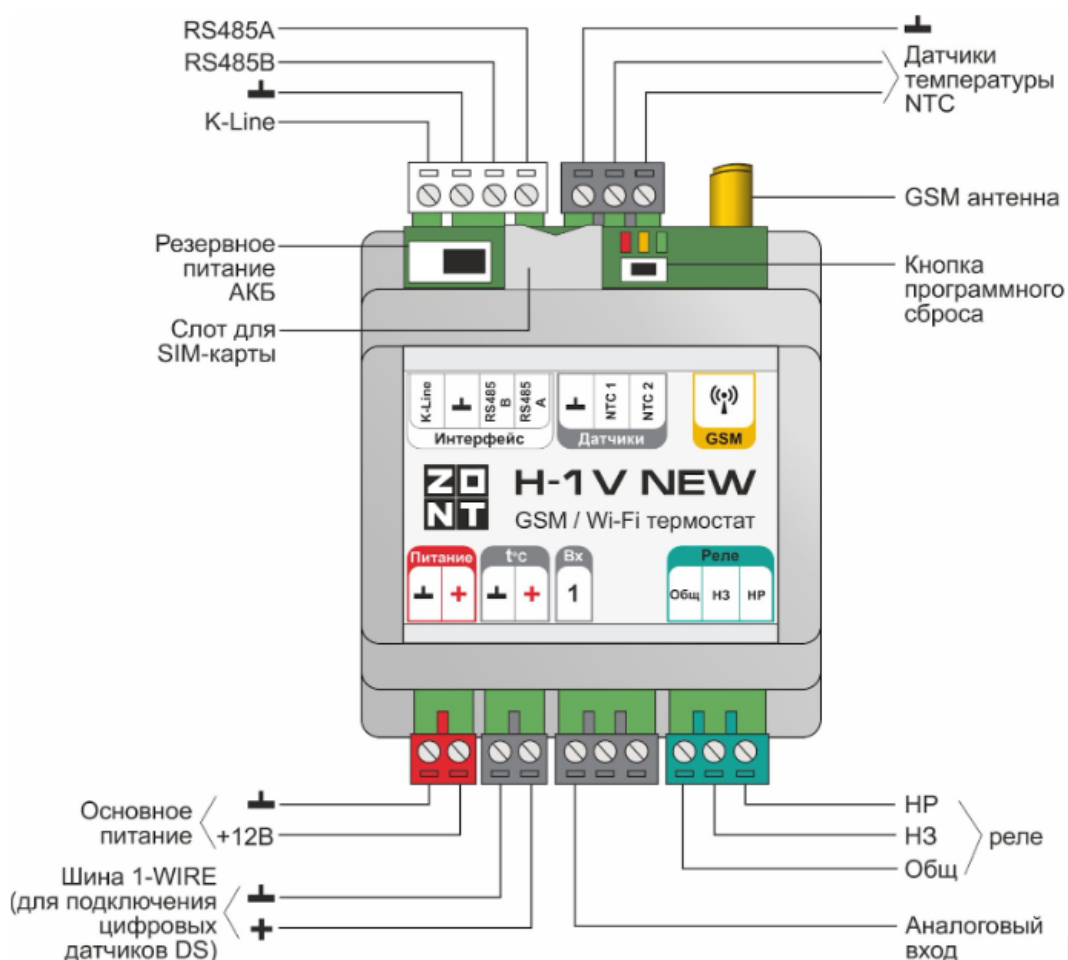 RS485A
RS485B
K-Line
Датчики
температуры
NTC
GSM антенна
Резервное
питание
АКБ
Слот для
SIM-карты
Кнопка
программного
сброса
K-Line
RS485
B
RS485
A
Интерфейс
NTC 1
NTC 2
Датчики
GSM
ZONT
H-1V NEW
GSM / Wi-Fi термостат
Питание
+
t°C
+
Вх
1
Реле
Общ
НЗ
НР
Основное
питание
+12В
Шина 1-WIRE
(для подключения
цифровых
датчиков DS)
+
НР
НЗ
Общ
реле
Аналоговый
вход